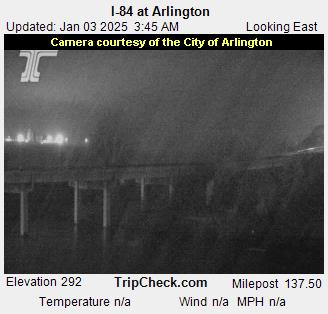 I-84 at Arlington
Updated: Jan 03 2025 3:45 AM Looking East
Camera courtesy of the City of Arlington
Elevation 292 TripCheck.com Milepost 137.50
Temperature n/a Wind n/a MPH n/a